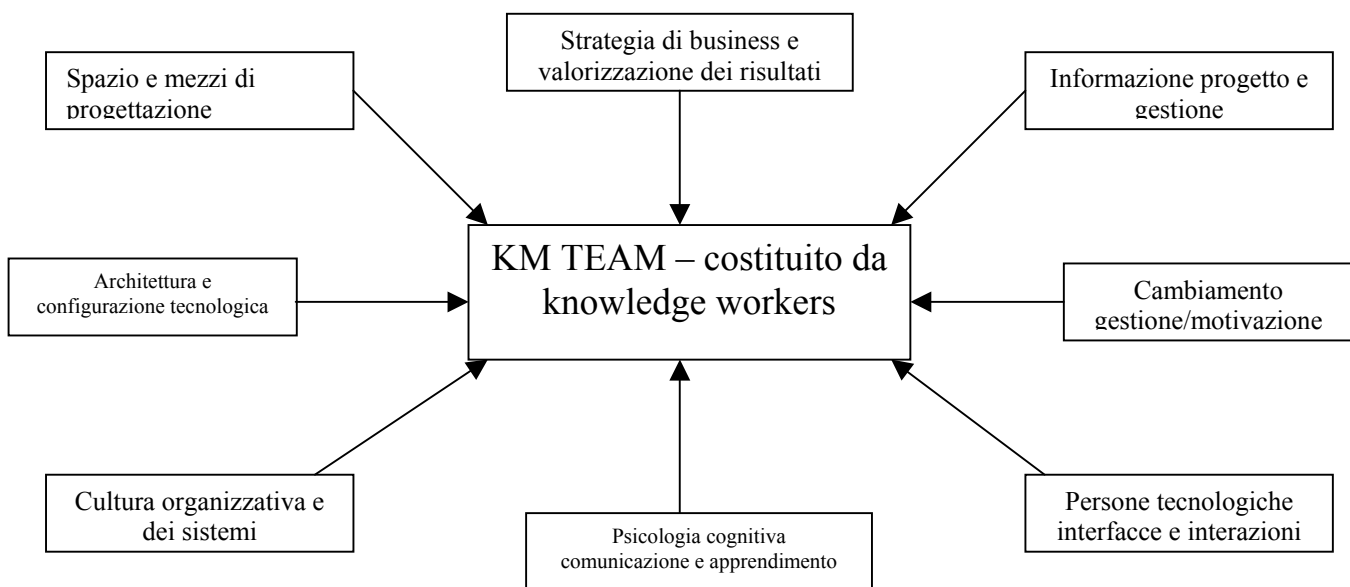 Strategia di business e
valorizzazione dei risultati
Spazio e mezzi di
progettazione
Informazione progetto e
gestione
KM TEAM – costituito da
knowledge workers
Architettura e
configurazione tecnologica
Cambiamento
gestione/motivazione
Cultura organizzativa e
dei sistemi
Psicologia cognitiva
comunicazione e apprendimento
Persone tecnologiche
interfacce e interazioni